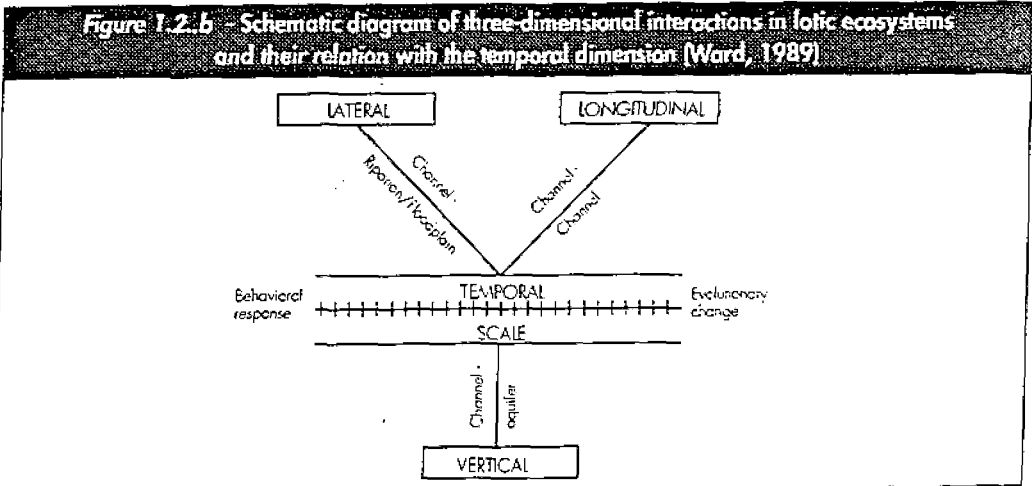 Figure 1.2.b – Schematic diagram of three-dimensional interactions in lotic ecosystems
and their relation with the temporal dimension (Ward, 1989)
LATERAL
LONGITUDINAL
Channel -
Riparian/floodplain
Channel -
Channel
Behavioral
response
TEMPORAL
SCALE
Evolutionary
change
Channel -
aquifer
VERTICAL